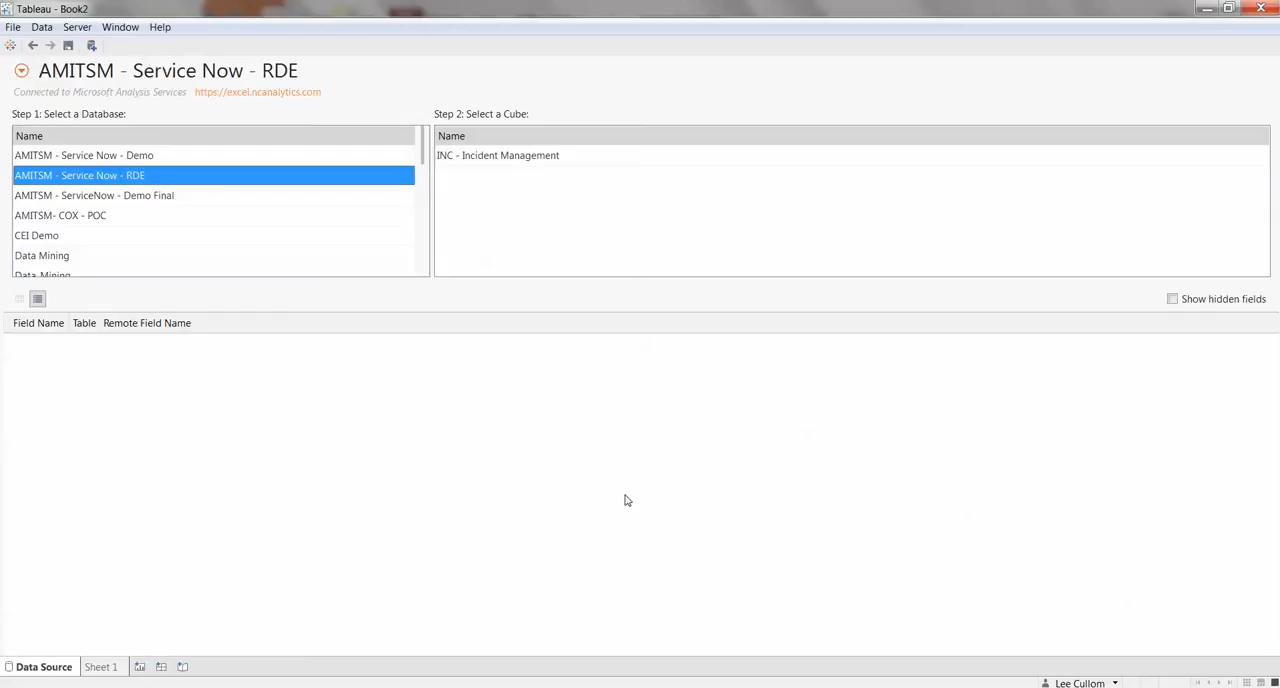 Tableau - Book2
File Data Server Window Help
AMITSM - Service Now - RDE
Connected to Microsoft Analysis Services https://excel.ncanalytics.com
Step 1: Select a Database:
Step 2: Select a Cube:
Name
Name
AMITSM - Service Now - Demo
INC - Incident Management
AMITSM - Service Now - RDE
AMITSM - ServiceNow - Demo Final
AMITSM- COX - POC
CEI Demo
Data Mining
Data Mining
Show hidden fields
Field Name Table Remote Field Name
Data Source Sheet 1
Lee Cullom